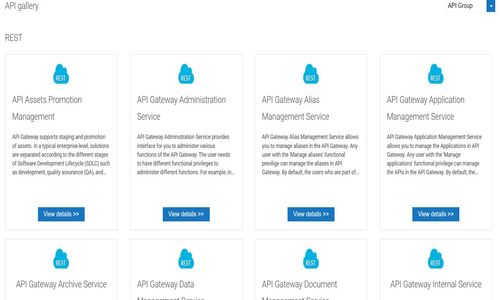 API gallery
API Group
REST
REST
REST
REST
REST
API Assets Promotion
Management
API Gateway Administration
Service
API Gateway Alias
Management Service
API Gateway Application
Management Service
API Gateway supports staging and promotion
of assets. In a typical enterprise-level, solutions
are separated according to the different stages
of Software Development Lifecycle (SDLC) such
as development, quality assurance (QA), and...
API Gateway Administration Service provides
interface for you to administer various
functions of the API Gateway. The user needs
to have different functional privileges to
administer different functions. For example, in...
API Gateway Alias Management Service allows
you to manage aliases in the API Gateway. Any
user with the 'Manage aliases' functional
previlege can manage the aliases in API
Gateway. By default, the users who are part of...
API Gateway Application Management Service
allows you to manage the Applications in API
Gateway. Any user with the 'Manage
applications' functional privilege can manage
the APIs in the API Gateway. By default, the...
View details >>
View details >>
View details >>
View details >>
REST
REST
REST
REST
API Gateway Archive Service
API Gateway Data
Management Service
API Gateway Document
Management Service
API Gateway Internal Service